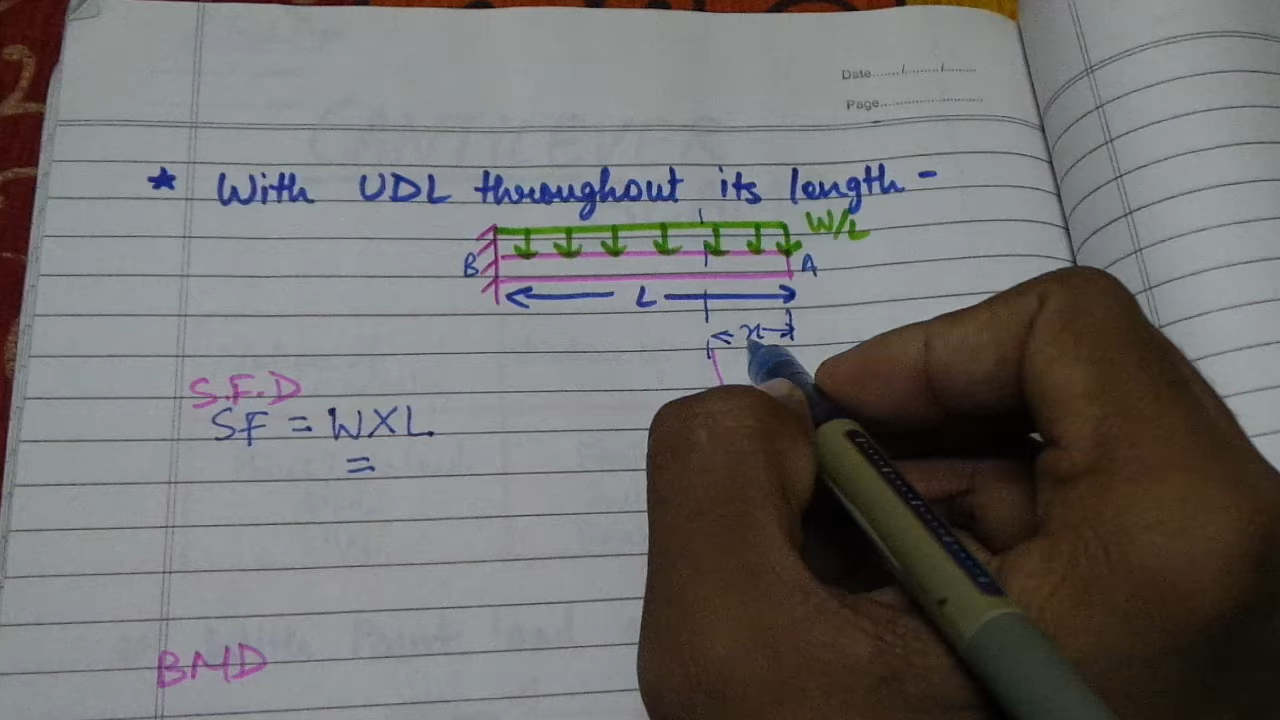 Date......./......../........
Page...............................
★ With UDL throughout its length -
W/L
B A
L
x
S.F.D
SF = WXL
=
BMD